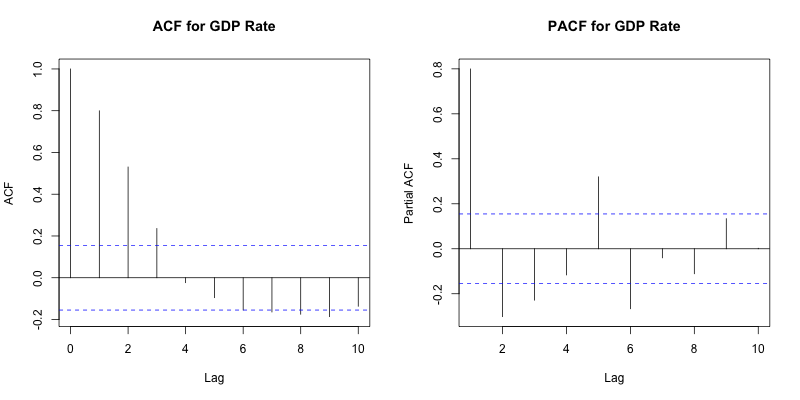 ACF for GDP Rate
ACF
1.0
0.8
0.6
0.4
0.2
0.0
-0.2
0 2 4 6 8 10
Lag
PACF for GDP Rate
Partial ACF
0.8
0.6
0.4
0.2
0.0
-0.2
2 4 6 8 10
Lag